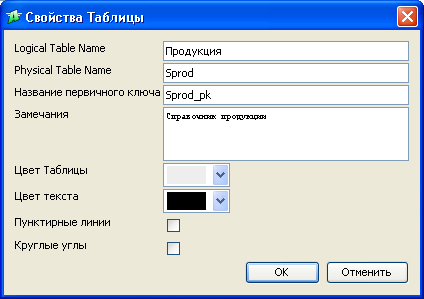 Свойства Таблицы
Logical Table Name
Продукция
Physical Table Name
Sprod
Название первичного ключа
Sprod_pk
Замечания
Справочник продукции
Цвет Таблицы
Цвет текста
Пунктирные линии
Круглые углы
OK
Отменить